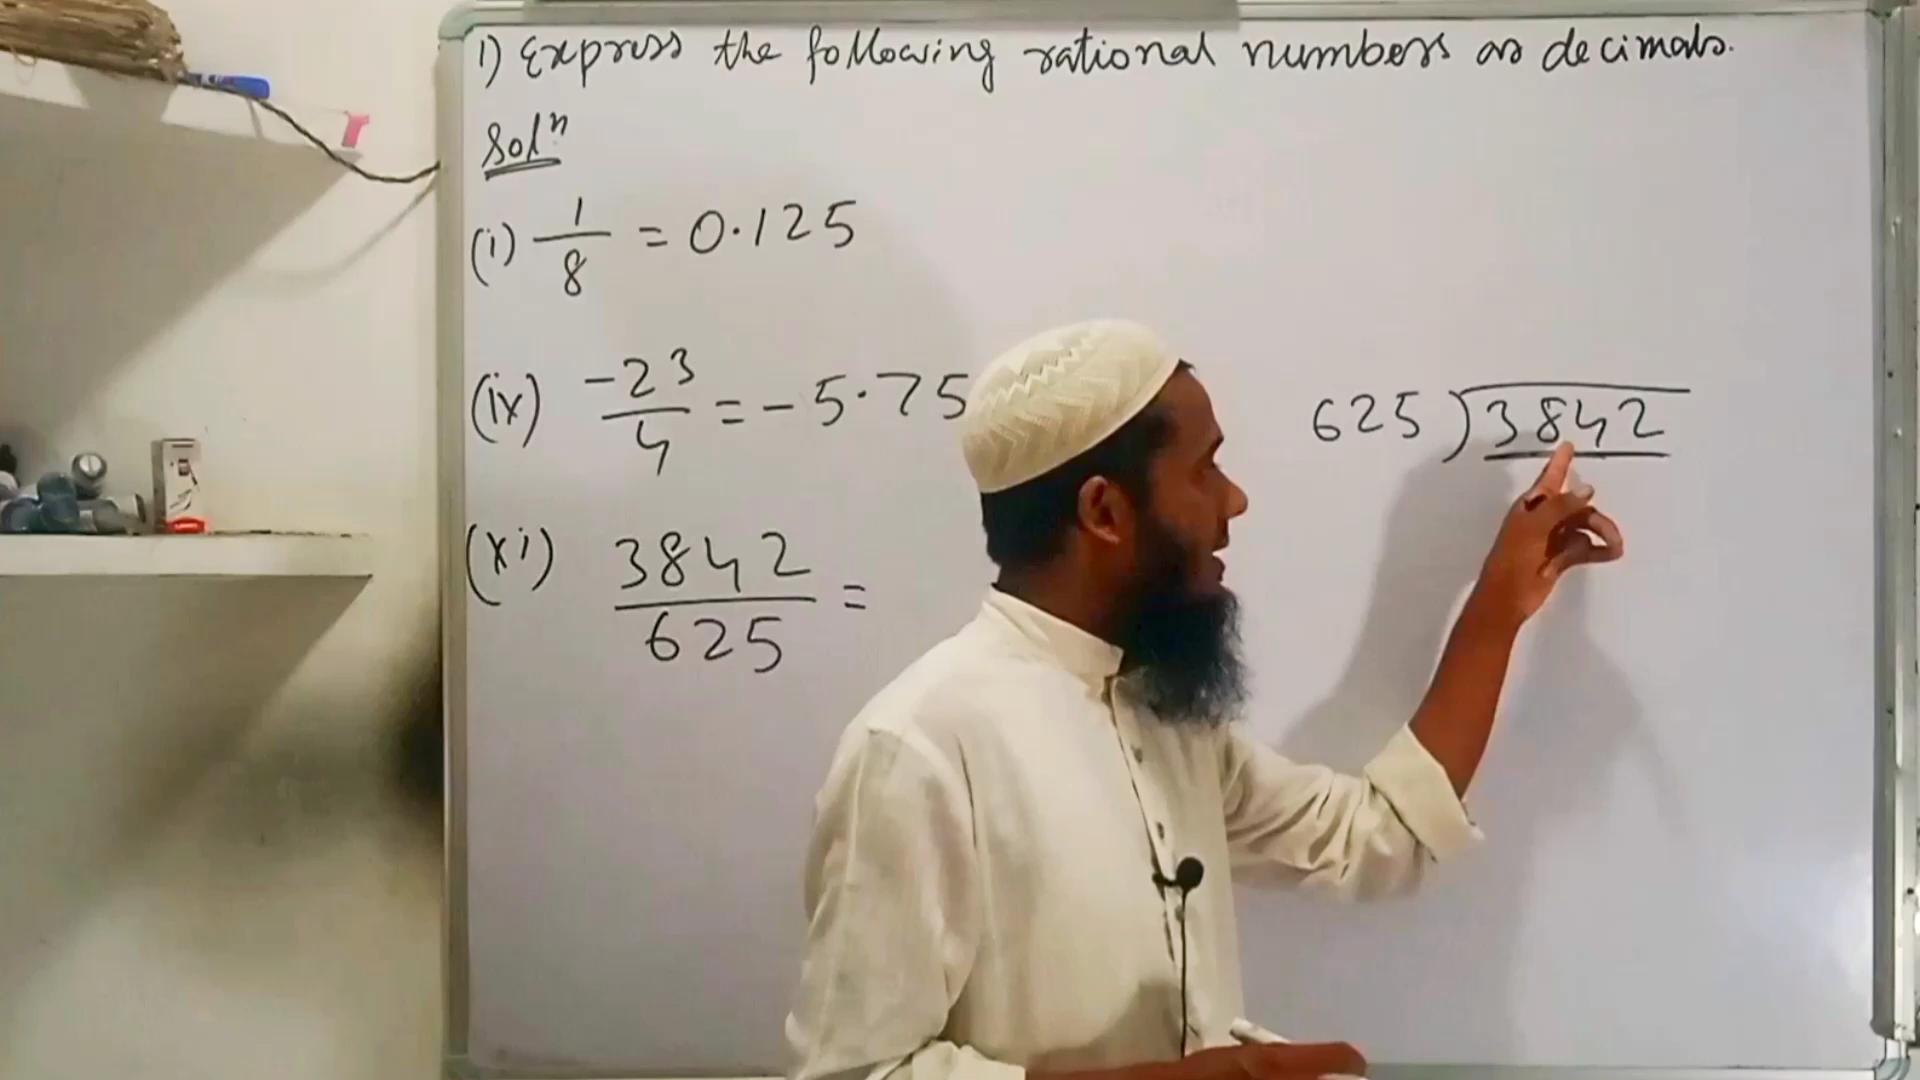 1) Express the following rational numbers as decimals.
Solⁿ
(i) 1/8 = 0.125
(ix) -23/4 = -5.75
(xi) 3842/625 =
625)3842